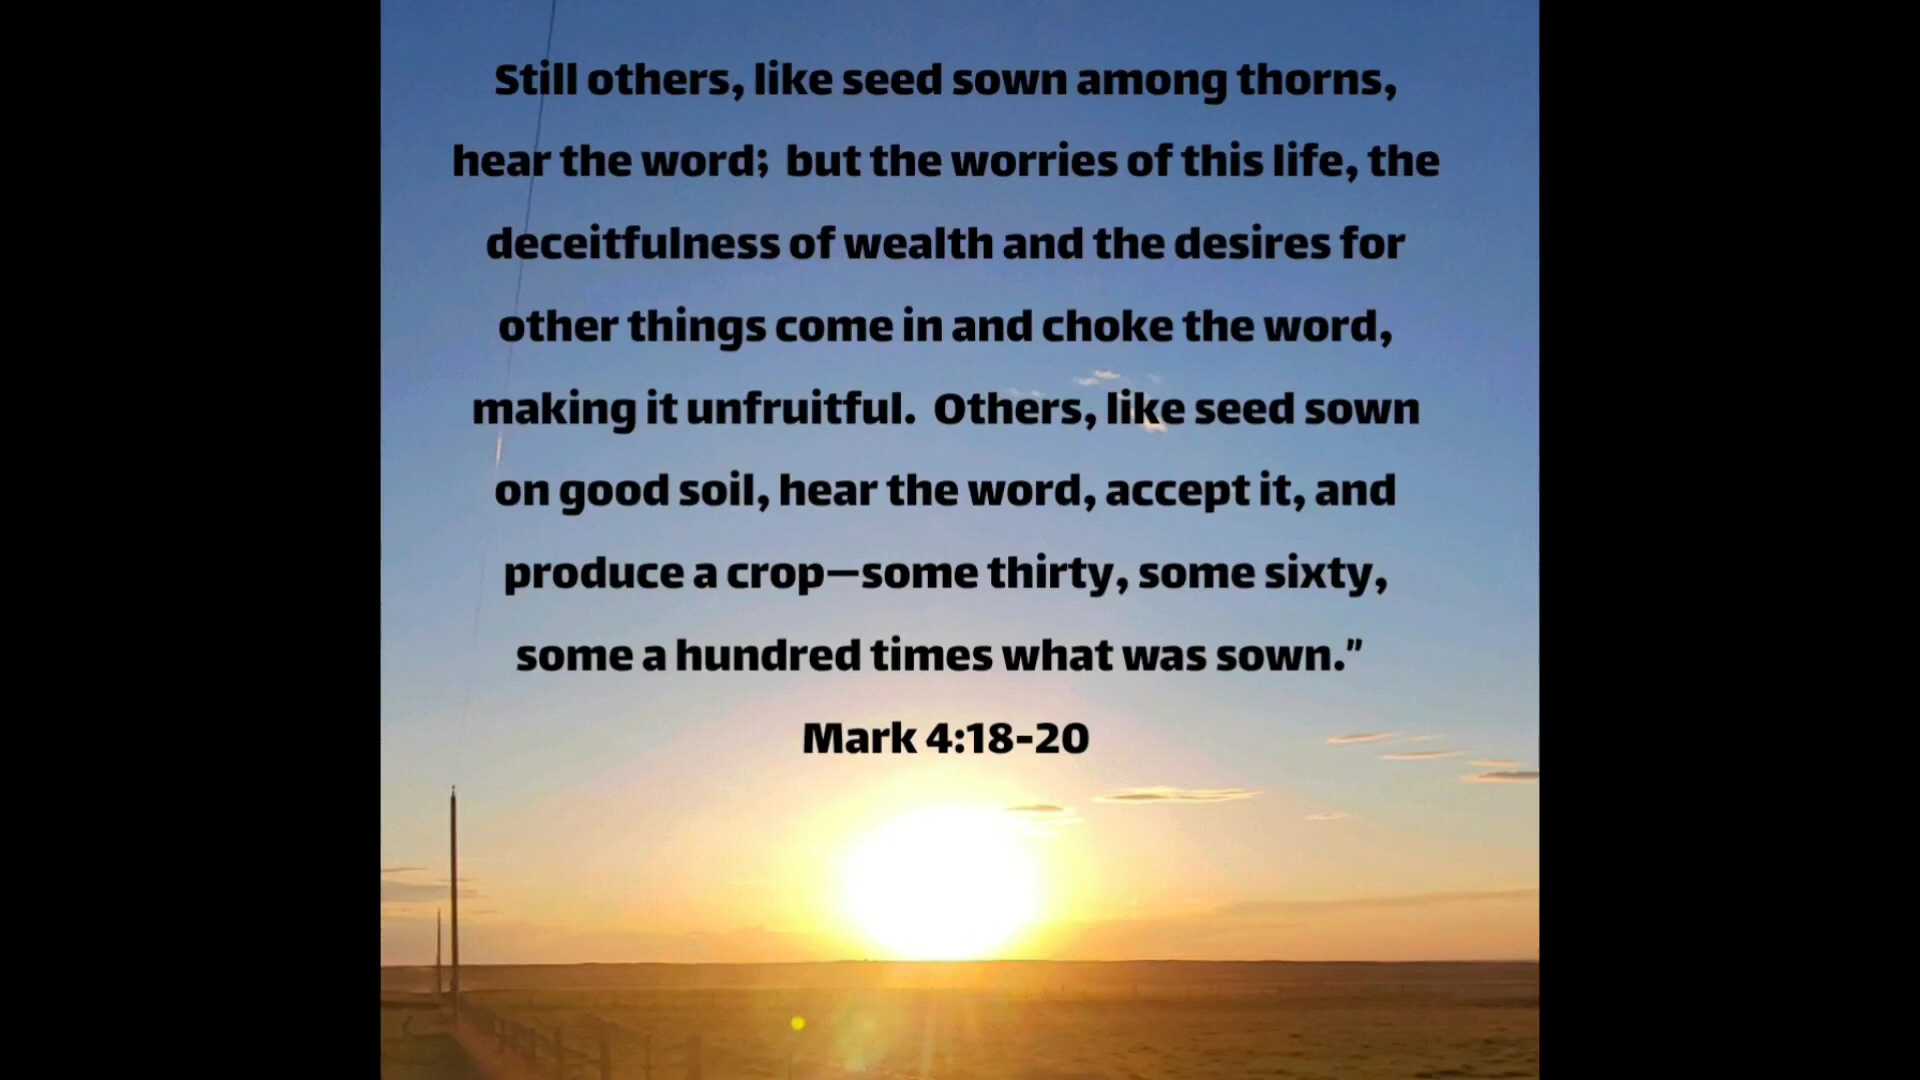 Still others, like seed sown among thorns,
hear the word; but the worries of this life, the
deceitfulness of wealth and the desires for
other things come in and choke the word,
making it unfruitful. Others, like seed sown
on good soil, hear the word, accept it, and
produce a crop—some thirty, some sixty,
some a hundred times what was sown.”
Mark 4:18-20